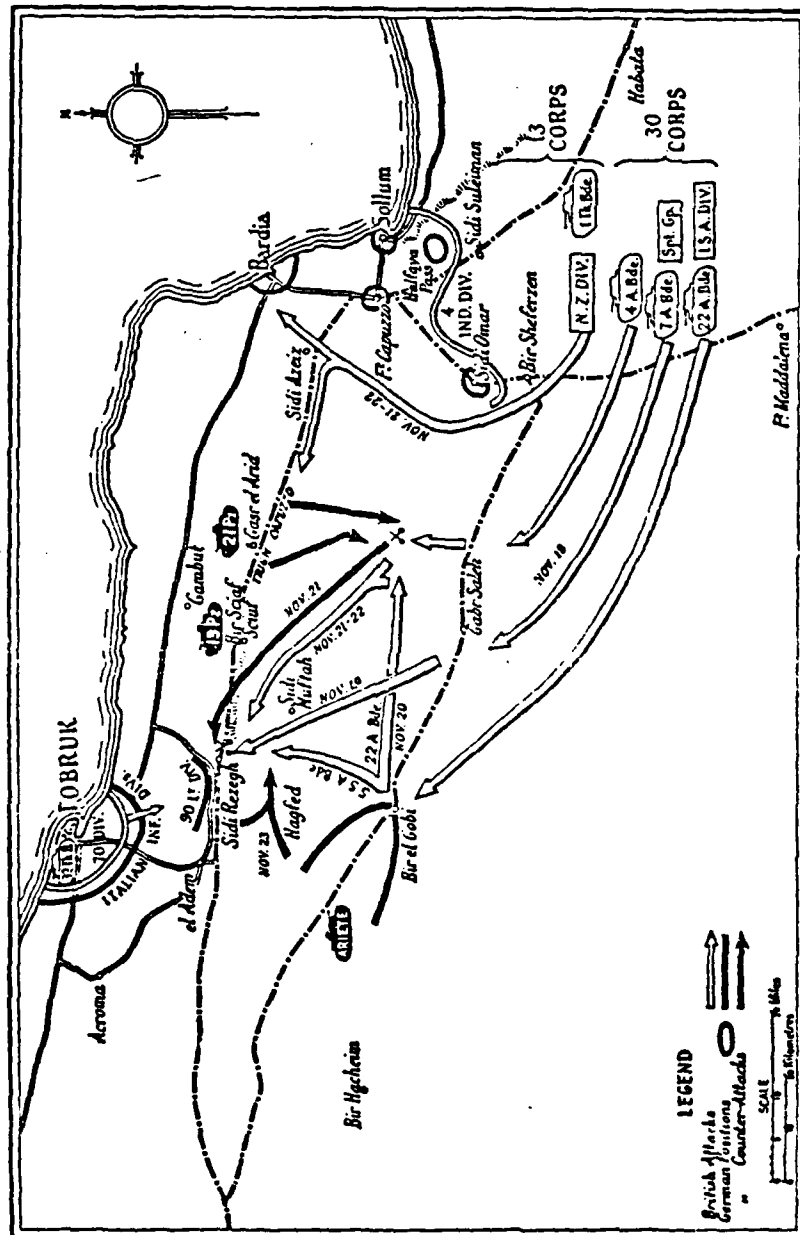 N
TOBRUK
70 DIV.
ITALIAN INF. DIVS.
90 Lt. DIV.
Acroma
el Adem
Sidi Rezegh
Gambut
Bir Sciaf
Sciuf
15 Pz
21 Pz
Gasr el Arid
Sidi Azeiz
Bardia
Sollum
Ft. Capuzzo
Halfaya
Pass
4
IND. DIV.
Sidi Suleiman
Sidi Omar
Bir Sheferzen
Habata
13
CORPS
30
CORPS
N.Z. DIV.
4 A. Bde.
7 A. Bde.
Spt. Gp.
22 A. Bde
1 S.A. DIV.
Ft. Maddalena
NOV. 21-22
NOV. 21
NOV. 21-22
NOV. 19
NOV. 18
Gabr Saleh
Sidi
Muftah
22 A Bde
NOV. 20
5 S A Bde
NOV. 23
Hagfed
Bir el Gobi
ARIETE
Bir Hacheim
LEGEND
British Attacks
German Positions
" Counter-Attacks
SCALE
Miles
Kilometres